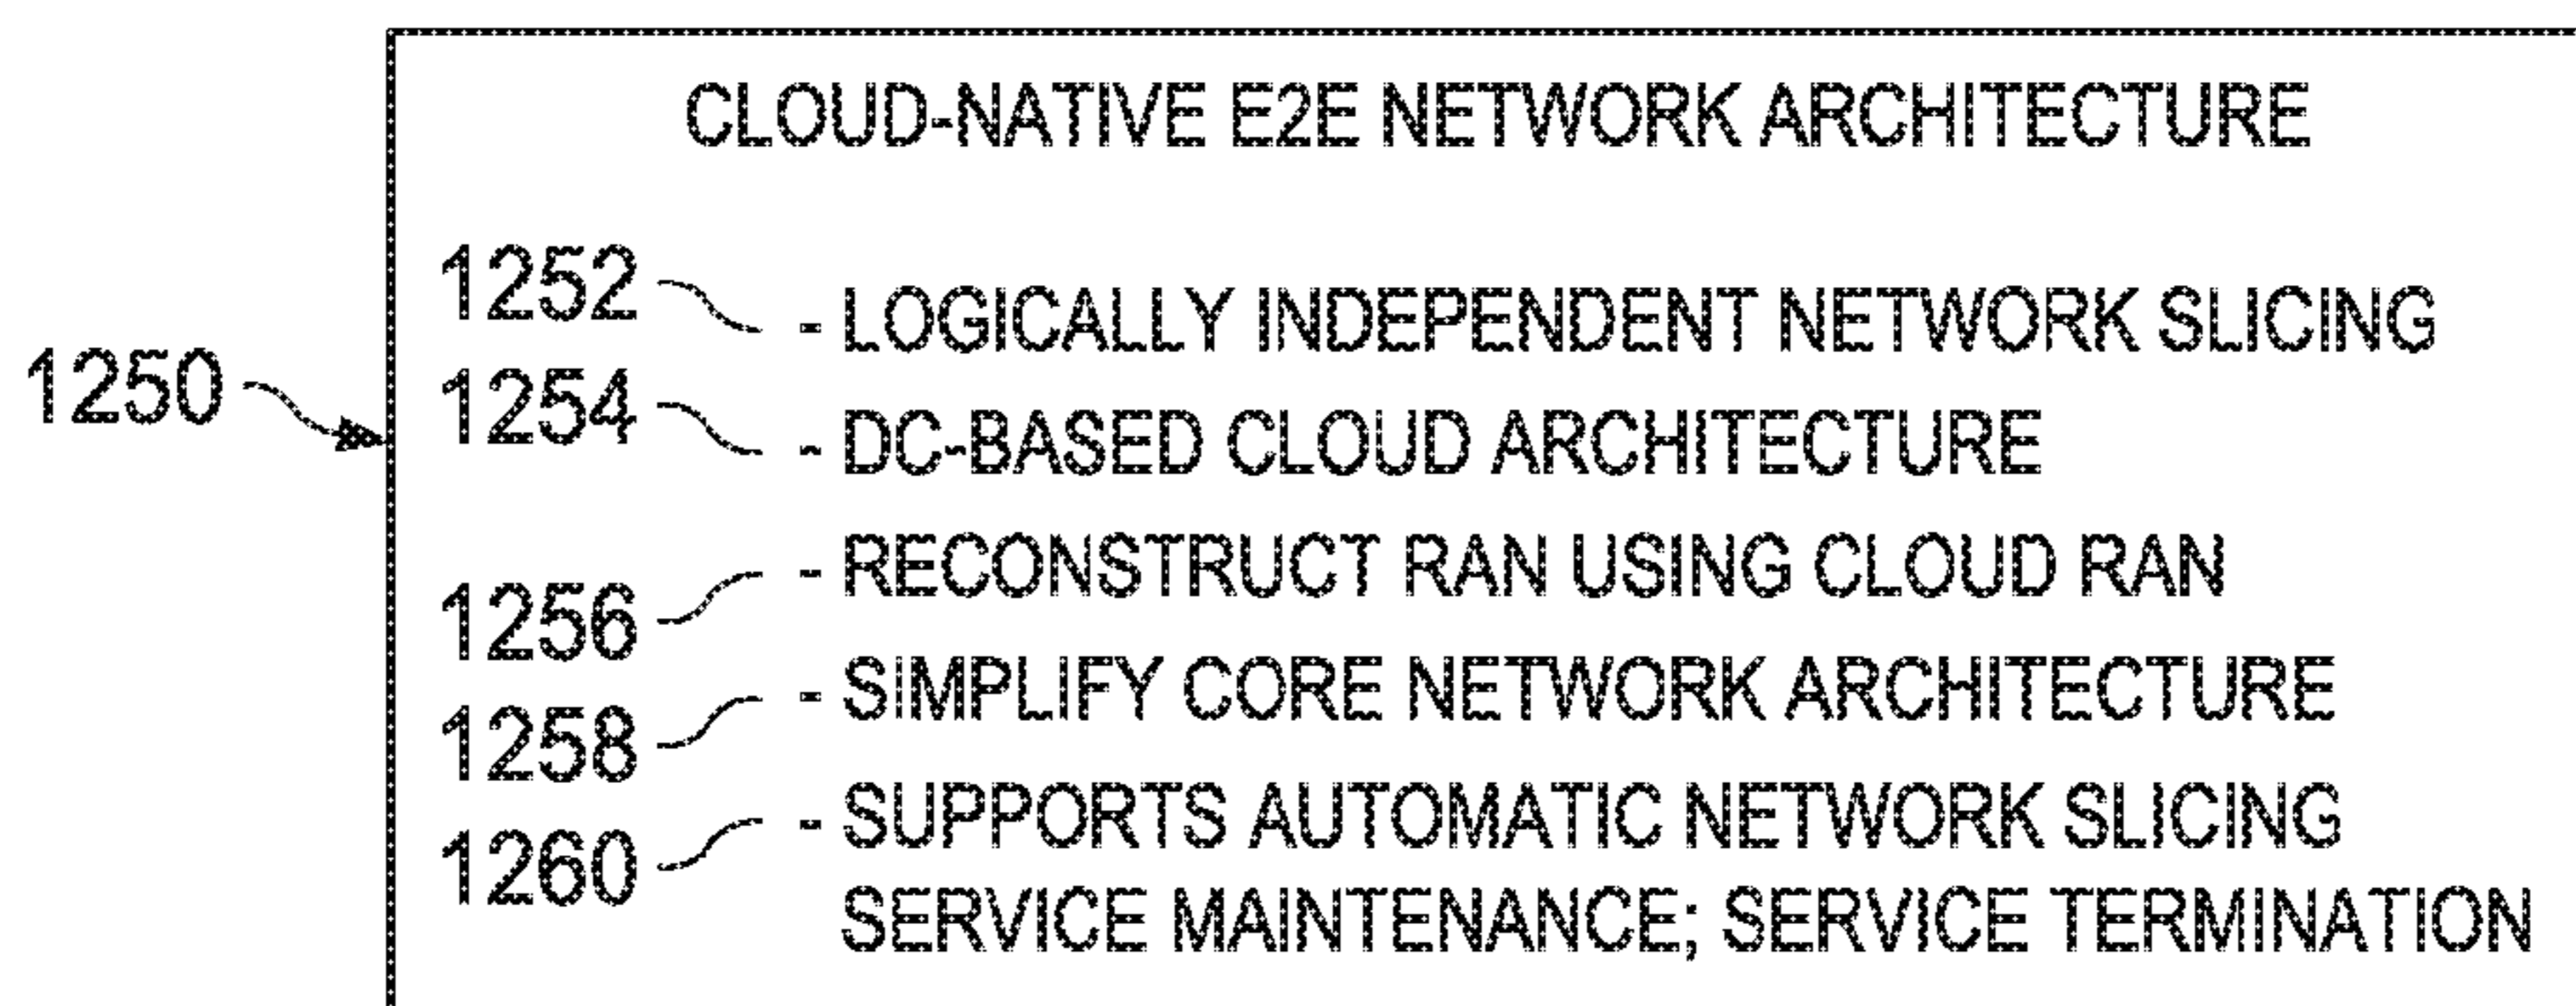 CLOUD-NATIVE E2E NETWORK ARCHITECTURE
1252 - LOGICALLY INDEPENDENT NETWORK SLICING
1250
1254 - DC-BASED CLOUD ARCHITECTURE
1256 - RECONSTRUCT RAN USING CLOUD RAN
1258 - SIMPLIFY CORE NETWORK ARCHITECTURE
1260 - SUPPORTS AUTOMATIC NETWORK SLICING
SERVICE MAINTENANCE; SERVICE TERMINATION